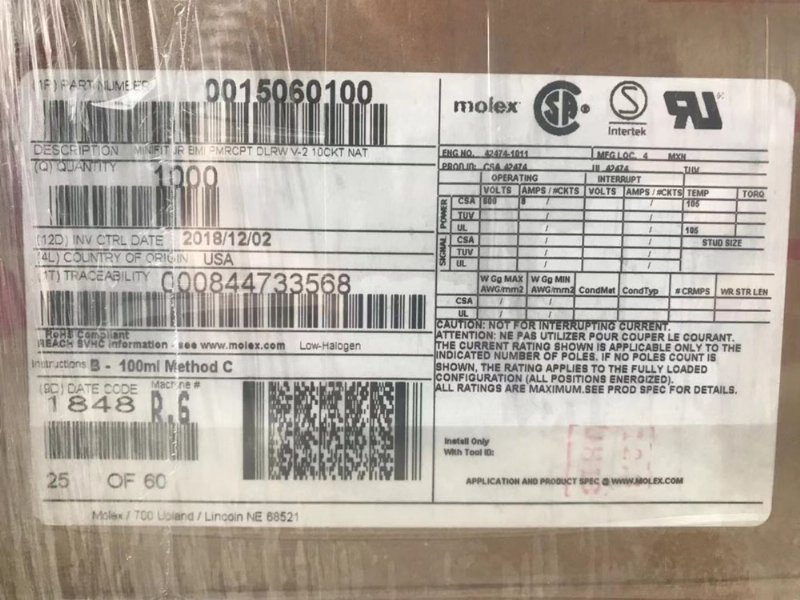 (1P) PART NUMBER 0015060100
DESCRIPTION MINIFIT JR BMI PMRCPT DLRW V-2 10CKT NAT
(Q) QUANTITY 1000
(12D) INV CTRL DATE 2018/12/02
(4L) COUNTRY OF ORIGIN USA
(1T) TRACEABILITY 000844733568
RoHS Compliant
REACH SVHC information - see www.molex.com Low-Halogen
Instructions B - 100ml Method C
(9D) DATE CODE Machine #
1848 R.G
25 OF 60
Molex / 700 Upland / Lincoln NE 68521
molex CSA ® S Intertek RU
ENG NO. 42474-1011 MFG LOC. 4 MXN
PROD ID: CSA 42474 UL 42474 TUV
OPERATING INTERRUPT
VOLTS AMPS / #CKTS VOLTS AMPS / #CKTS TEMP TORQ
POWER
CSA 600 8 / / 105
TUV / /
UL / / 105
SIGNAL
CSA / / STUD SIZE
TUV / /
UL / /
W Gg MAX W Gg MIN
AWG/mm2 AWG/mm2 CondMat CondTyp # CRMPS WR STR LEN
CSA / /
UL / /
CAUTION: NOT FOR INTERRUPTING CURRENT.
ATTENTION: NE PAS UTILIZER POUR COUPER LE COURANT.
THE CURRENT RATING SHOWN IS APPLICABLE ONLY TO THE
INDICATED NUMBER OF POLES. IF NO POLES COUNT IS
SHOWN, THE RATING APPLIES TO THE FULLY LOADED
CONFIGURATION (ALL POSITIONS ENERGIZED).
ALL RATINGS ARE MAXIMUM.SEE PROD SPEC FOR DETAILS.
Install Only
With Tool ID:
APPLICATION AND PRODUCT SPEC @ WWW.MOLEX.COM